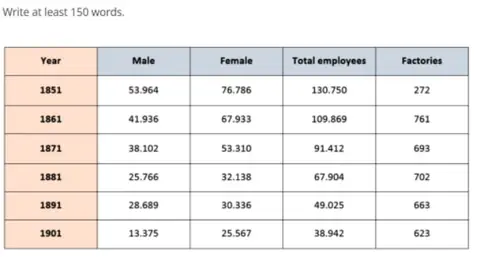 Write at least 150 words.
Year Male Female Total employees Factories
1851 53.964 76.786 130.750 272
1861 41.936 67.933 109.869 761
1871 38.102 53.310 91.412 693
1881 25.766 32.138 67.904 702
1891 28.689 30.336 49.025 663
1901 13.375 25.567 38.942 623